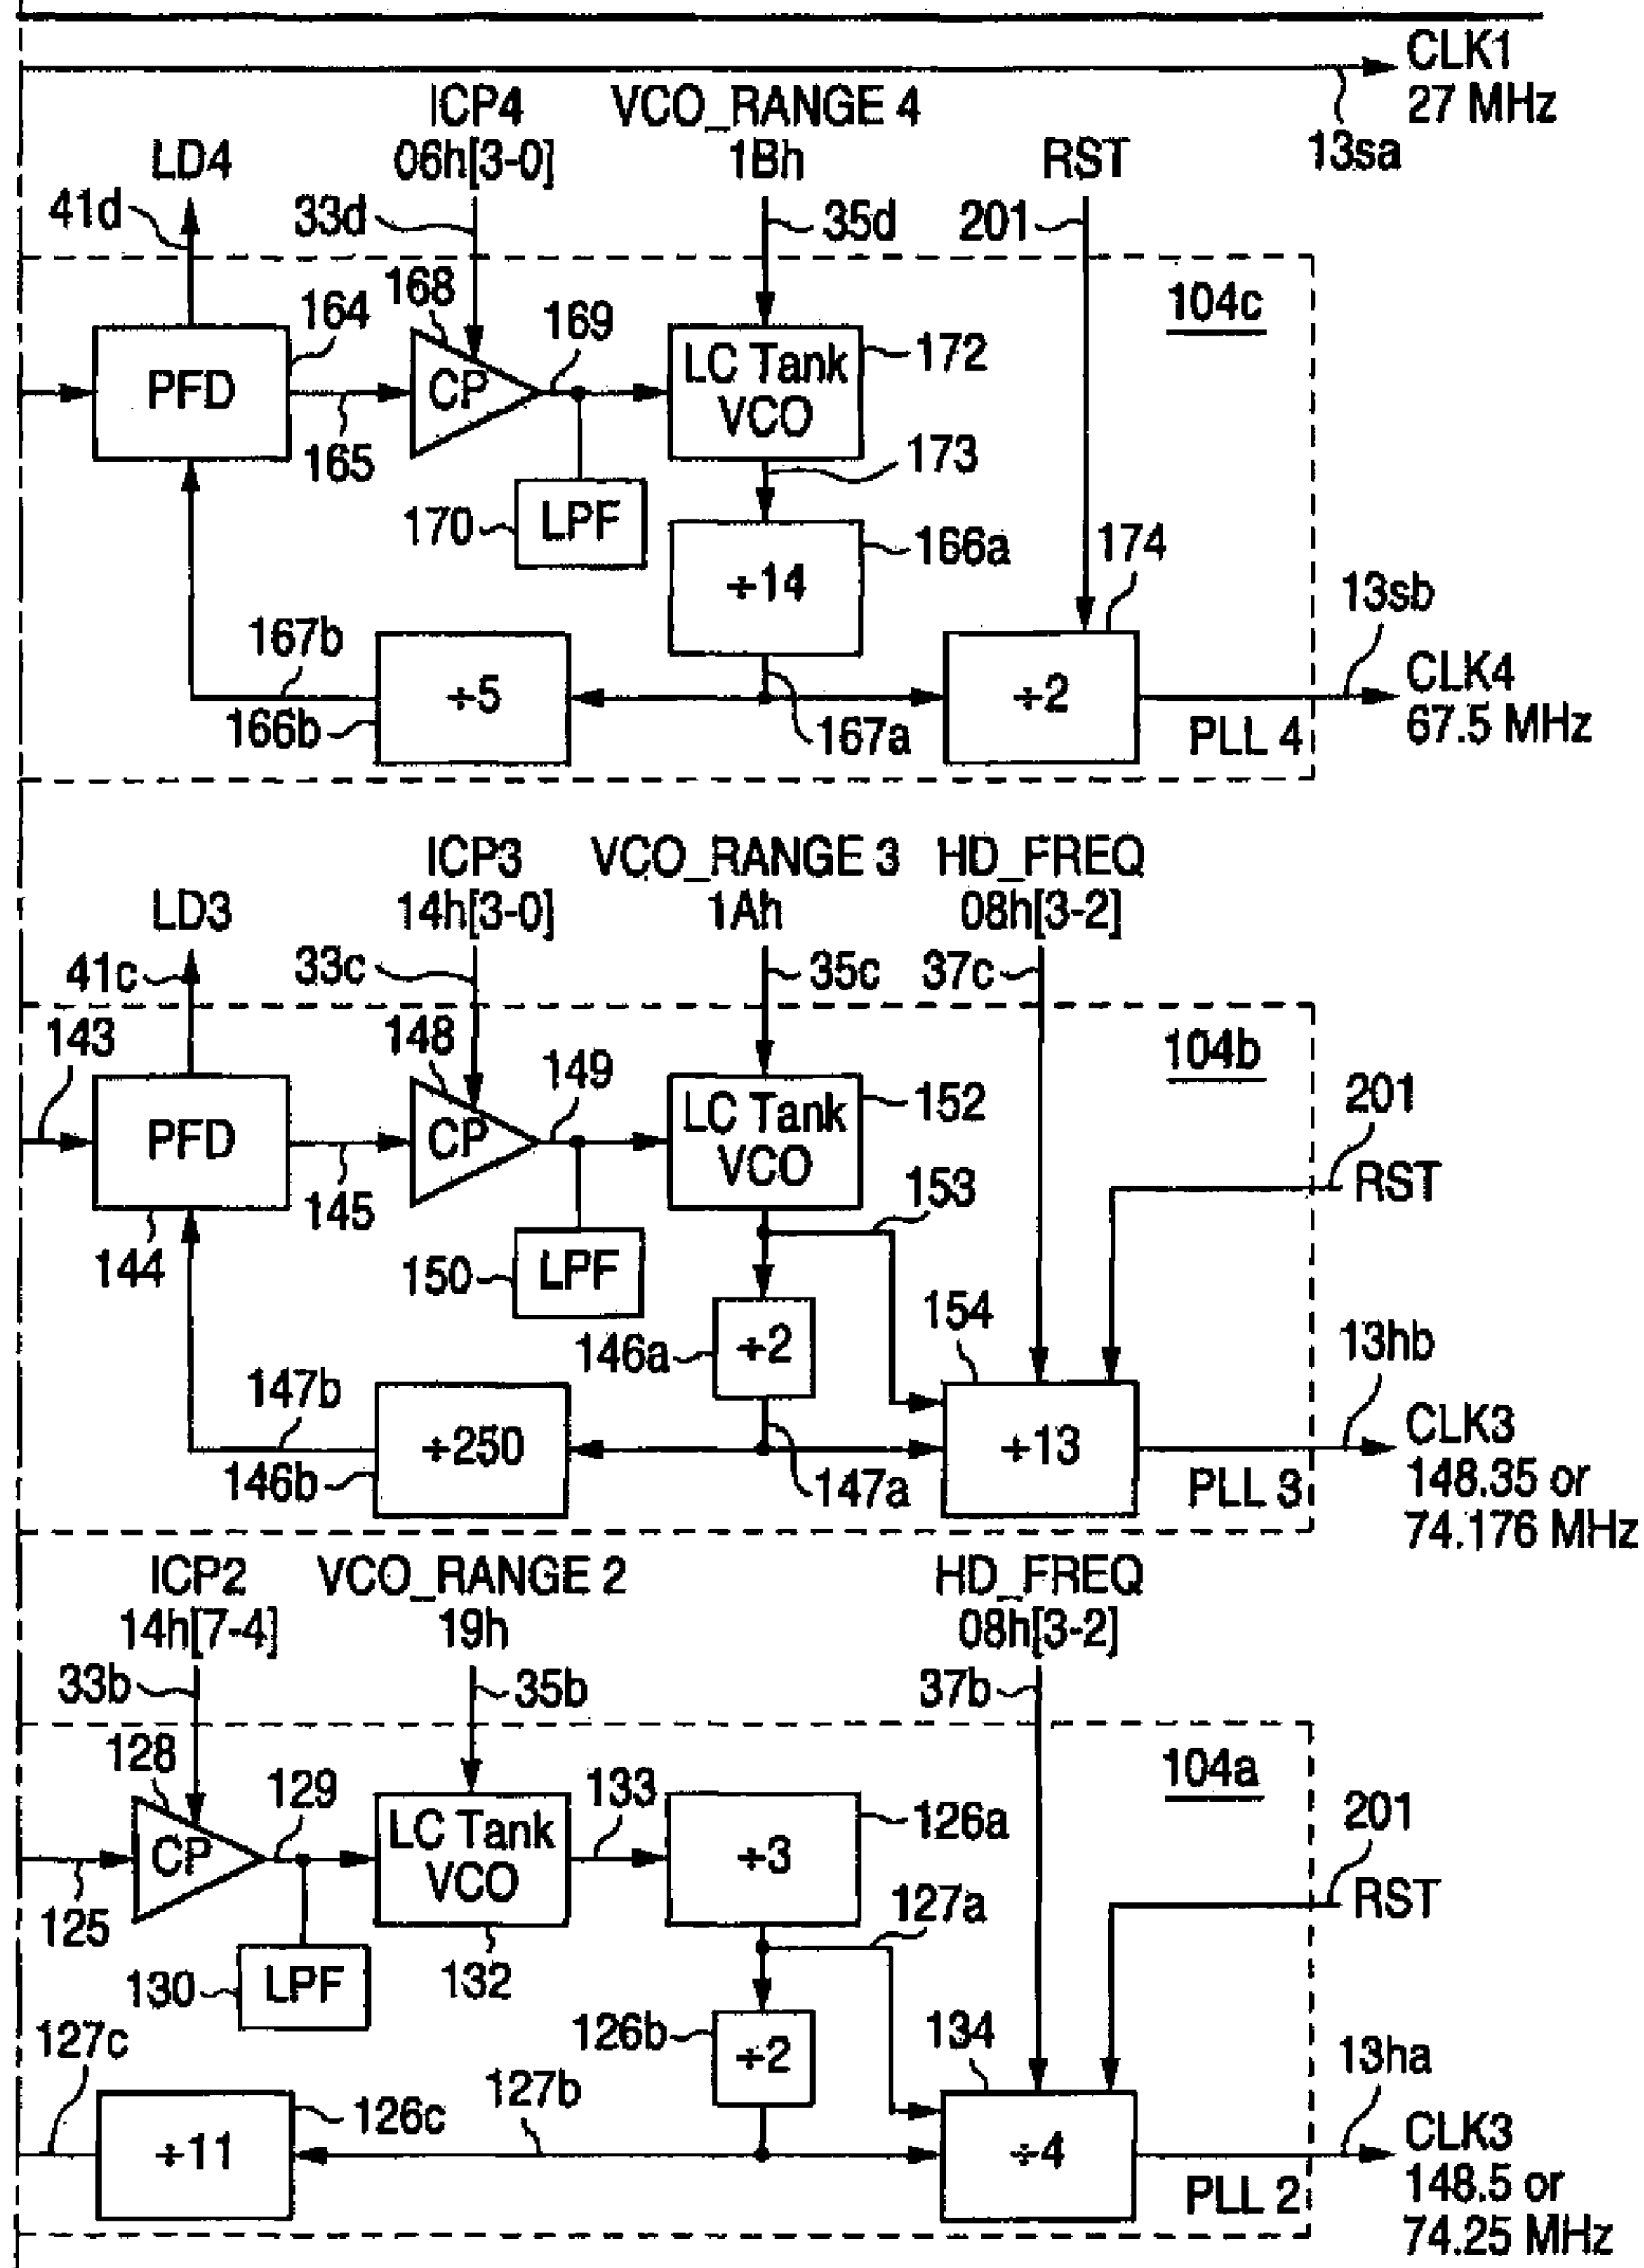 CLK1
27 MHz
13sa
ICP4
06h[3-0]
VCO_RANGE 4
1Bh
RST
LD4
41d
33d
35d
201
104c
168
164
169
PFD
CP
LC Tank
VCO
172
165
173
170
LPF
166a
÷14
174
13sb
167b
÷5
÷2
CLK4
67.5 MHz
166b
167a
PLL 4
ICP3
14h[3-0]
VCO_RANGE 3
1Ah
HD_FREQ
08h[3-2]
LD3
41c
33c
35c
37c
143
148
149
104b
PFD
CP
LC Tank
VCO
152
201
RST
144
145
153
150
LPF
146a
÷2
154
13hb
147b
÷250
÷13
CLK3
148.35 or
74.176 MHz
146b
147a
PLL 3
ICP2
14h[7-4]
VCO_RANGE 2
19h
HD_FREQ
08h[3-2]
33b
35b
37b
128
129
133
104a
CP
LC Tank
VCO
÷3
126a
201
RST
125
127a
130
LPF
132
126b
÷2
134
13ha
127c
127b
÷11
126c
÷4
CLK3
148.5 or
74.25 MHz
PLL 2